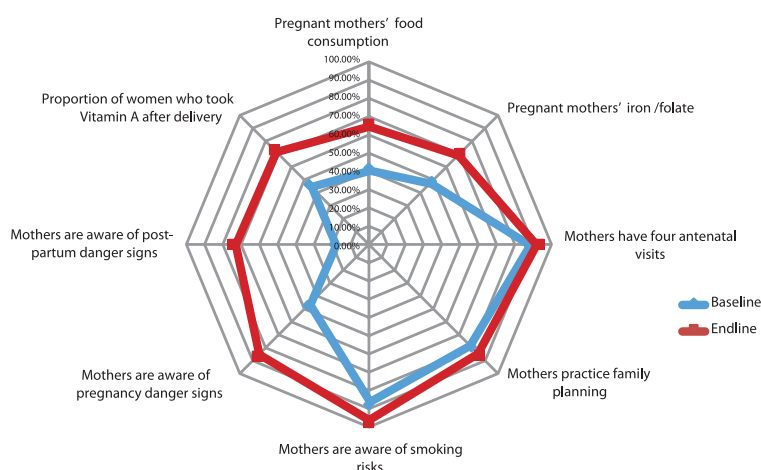 Pregnant mothers’ food
consumption
100.00%
90.00%
80.00%
70.00%
60.00%
50.00%
40.00%
30.00%
20.00%
10.00%
0.00%
Proportion of women who took
Vitamin A after delivery
Pregnant mothers’ iron /folate
Mothers are aware of post-
partum danger signs
Mothers have four antenatal
visits
Baseline
Endline
Mothers are aware of
pregnancy danger signs
Mothers practice family
planning
Mothers are aware of smoking
risks